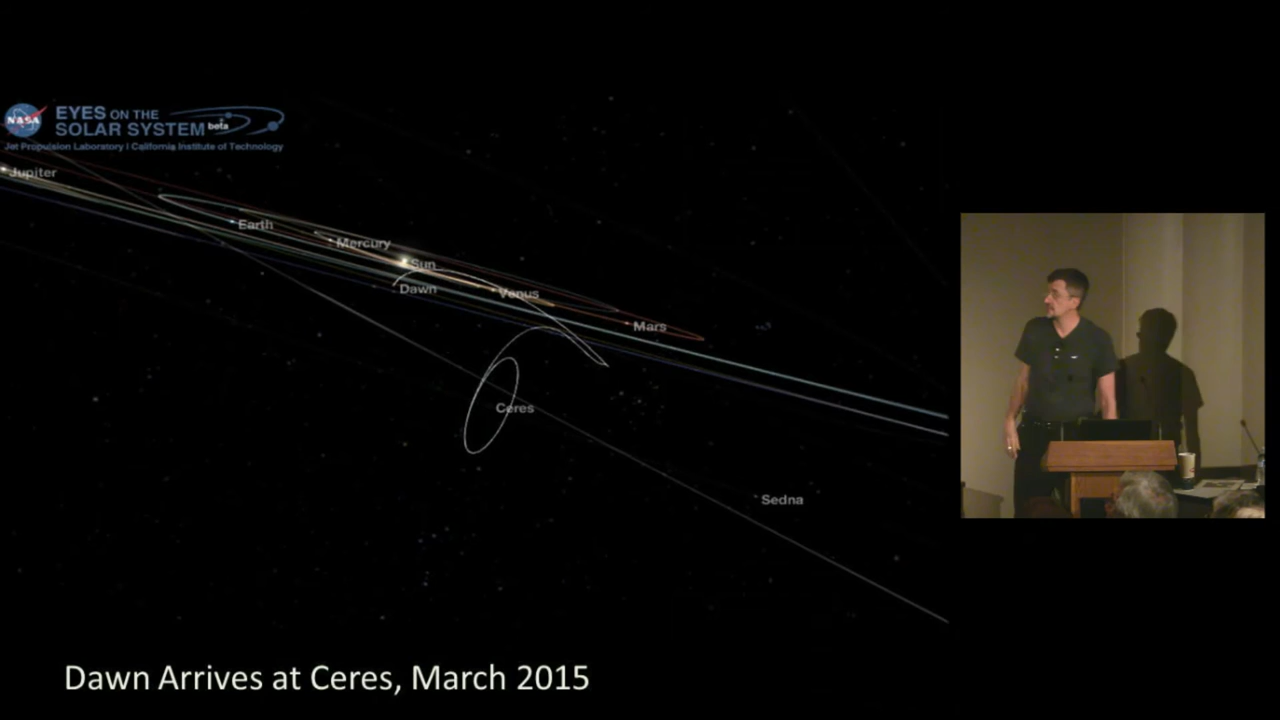 NASA
EYES ON THE
SOLAR SYSTEM beta
Jet Propulsion Laboratory | California Institute of Technology
Jupiter
Earth
Mercury
Sun
Dawn
Venus
Mars
Ceres
Sedna
Dawn Arrives at Ceres, March 2015